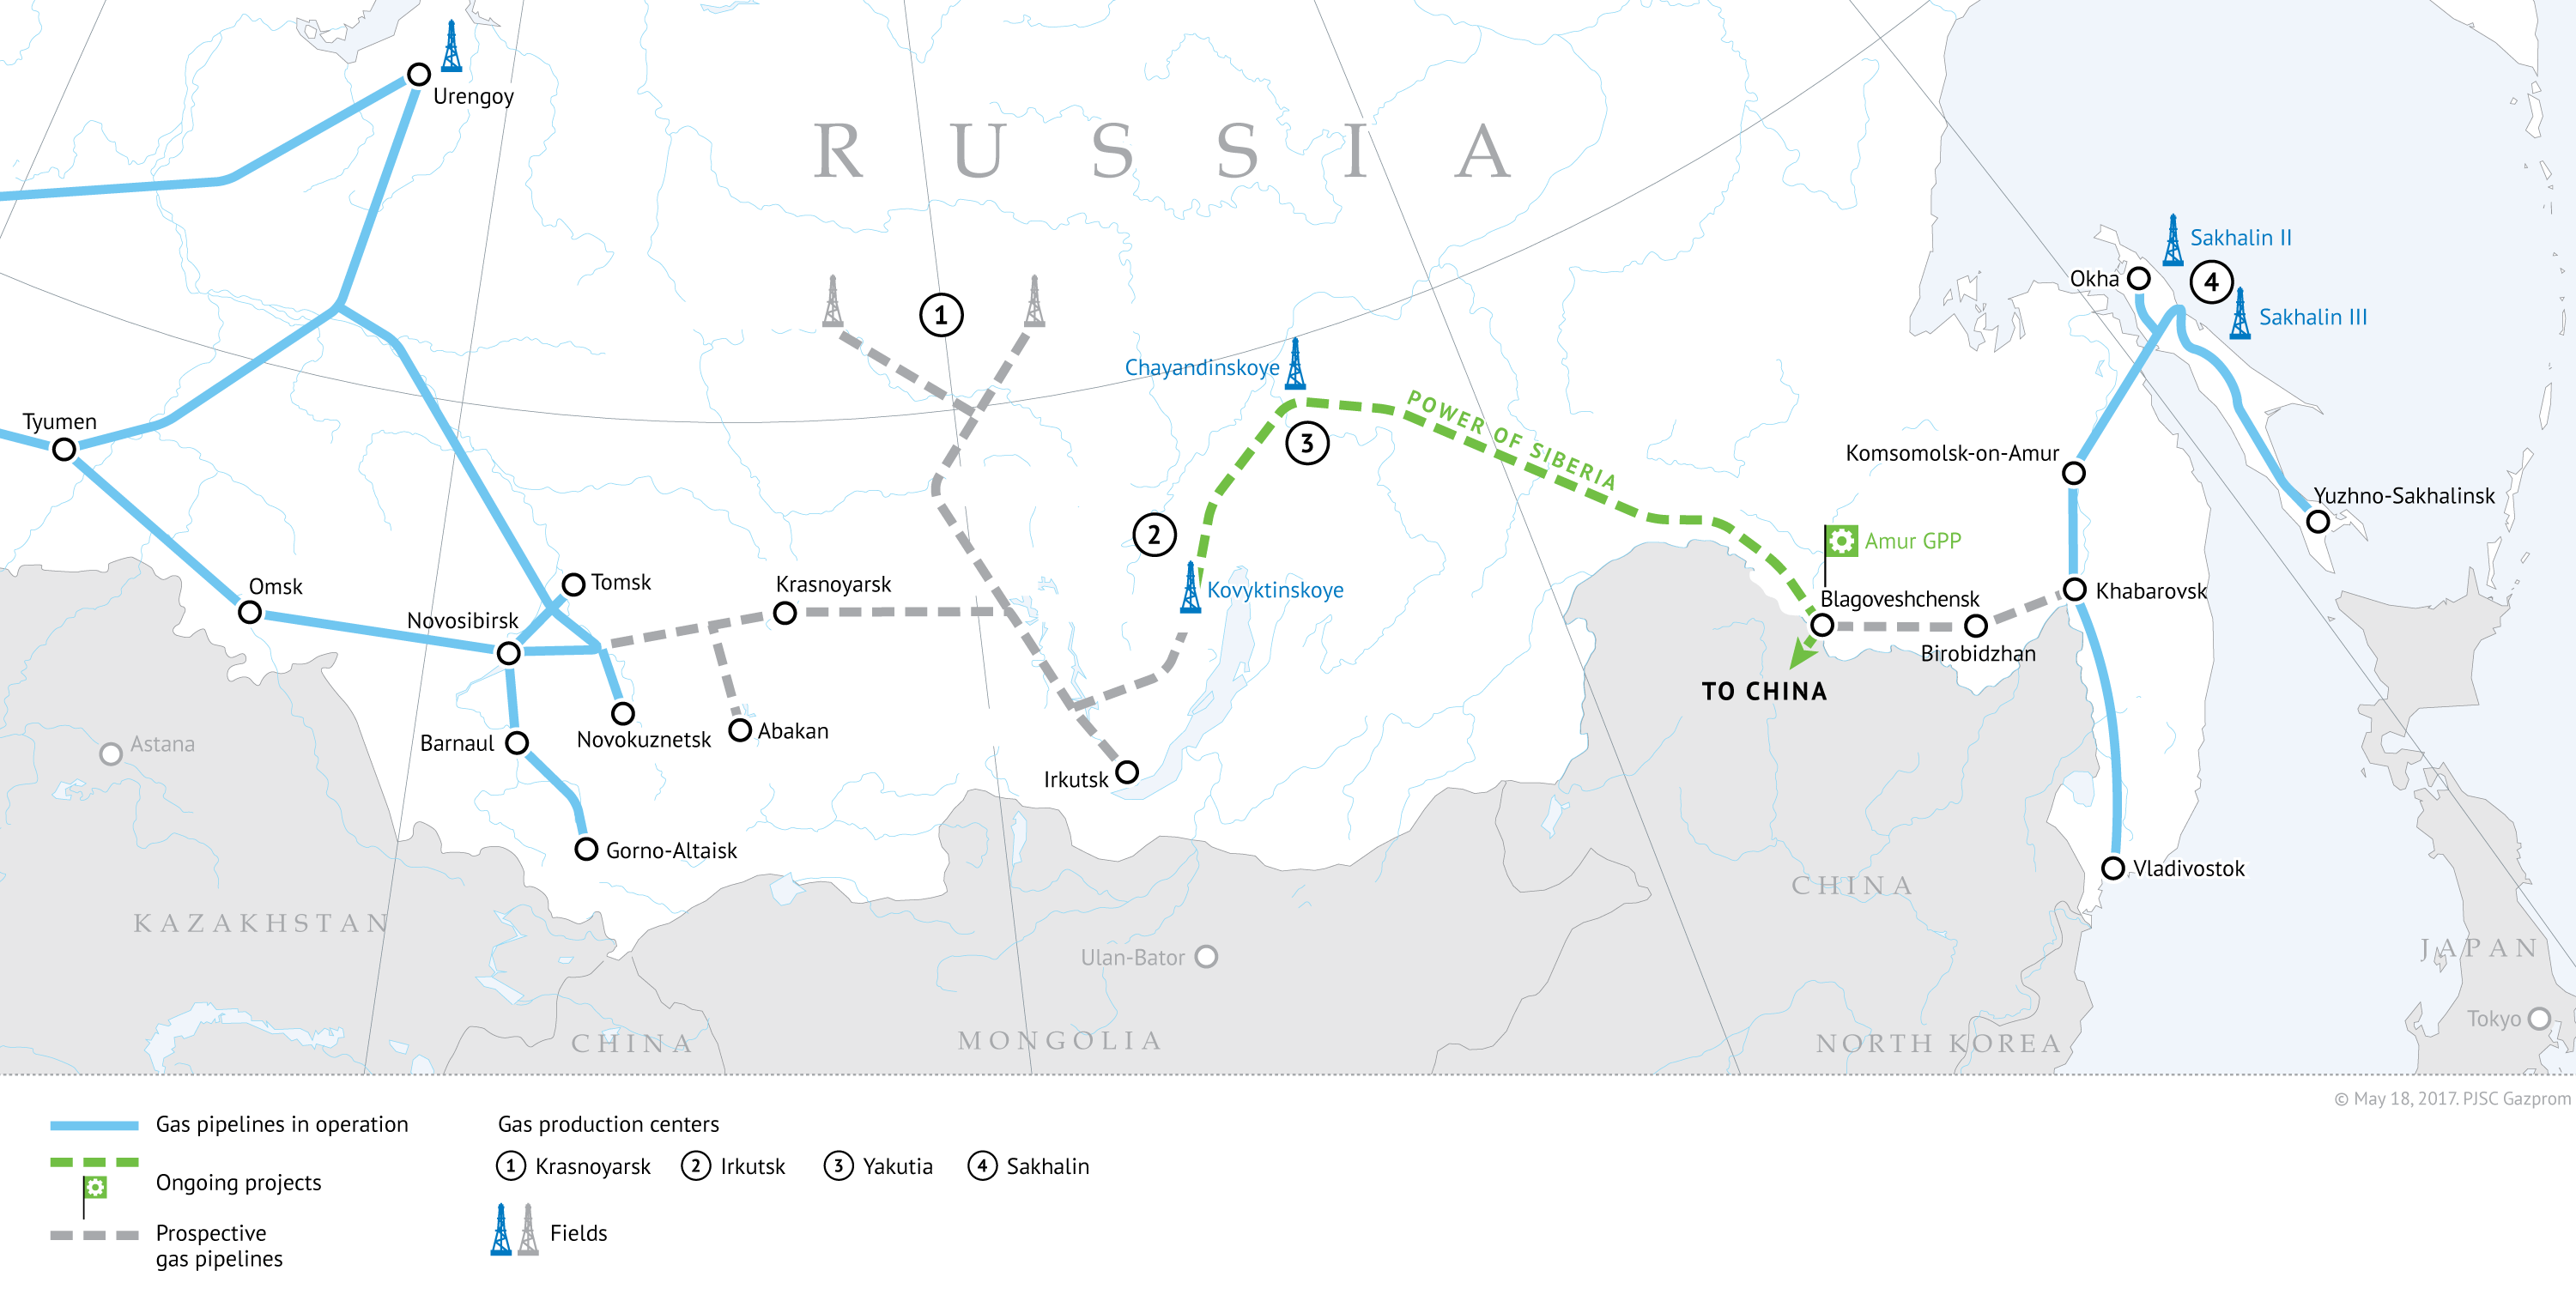 Urengoy
R U S S I A
Sakhalin II
Okha
4
1
Sakhalin III
Chayandinskoye
POWER OF SIBERIA
Tyumen
3
Komsomolsk-on-Amur
Yuzhno-Sakhalinsk
2
Amur GPP
Tomsk
Omsk
Krasnoyarsk
Kovyktinskoye
Khabarovsk
Blagoveshchensk
Novosibirsk
Birobidzhan
TO CHINA
Abakan
Novokuznetsk
Barnaul
Astana
Irkutsk
Gorno-Altaisk
Vladivostok
CHINA
KAZAKHSTAN
JAPAN
Ulan-Bator
Tokyo
CHINA
MONGOLIA
NORTH KOREA
© May 18, 2017. PJSC Gazprom
Gas pipelines in operation
Ongoing projects
Prospective
gas pipelines
Gas production centers
1 Krasnoyarsk 2 Irkutsk 3 Yakutia 4 Sakhalin
Fields